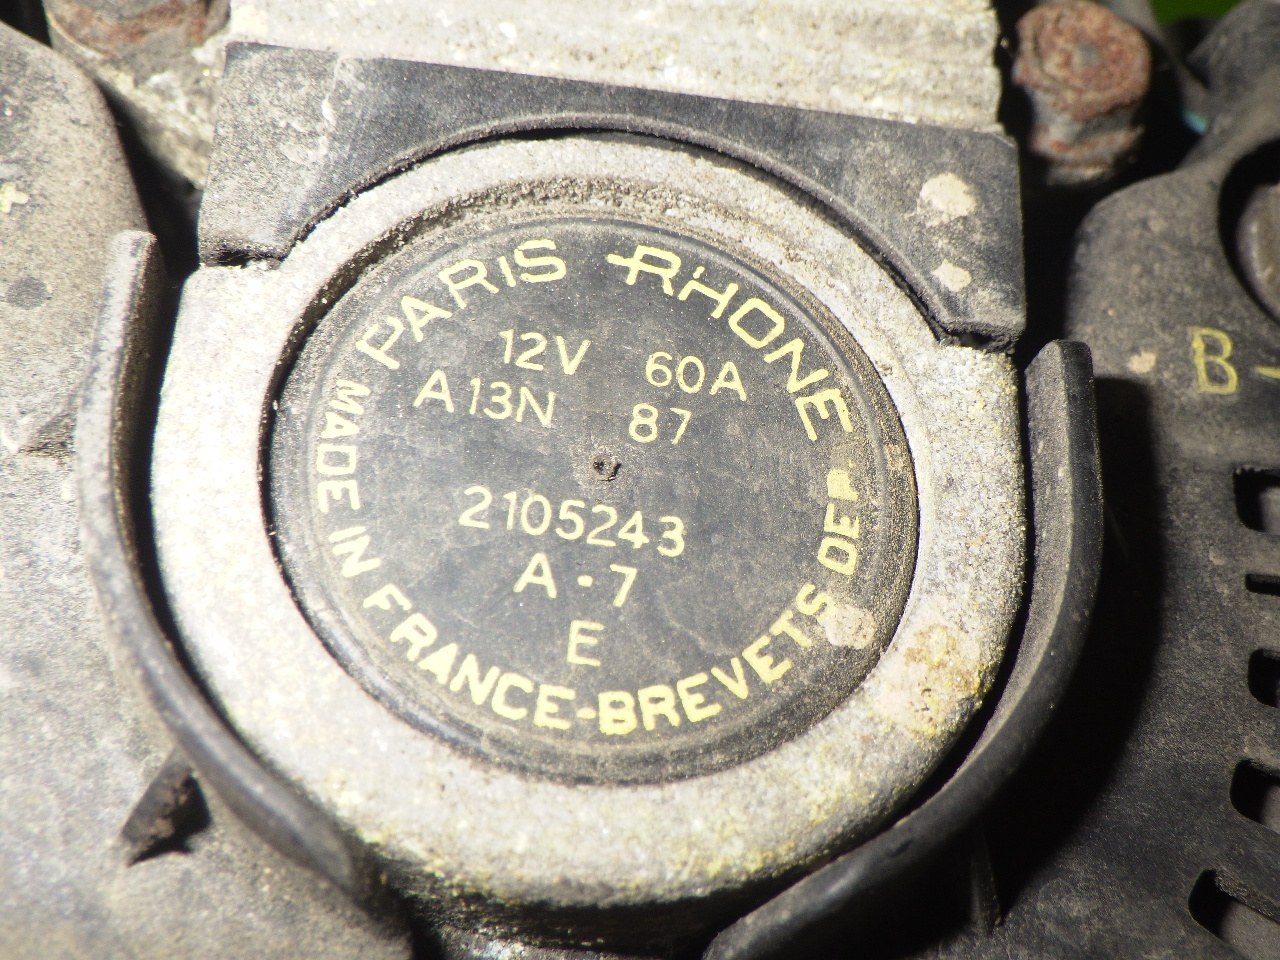 PARIS-RHONE
12V 60A
A13N 87
2105243
A-7
E
MADE IN FRANCE-BREVETS DEP
B-